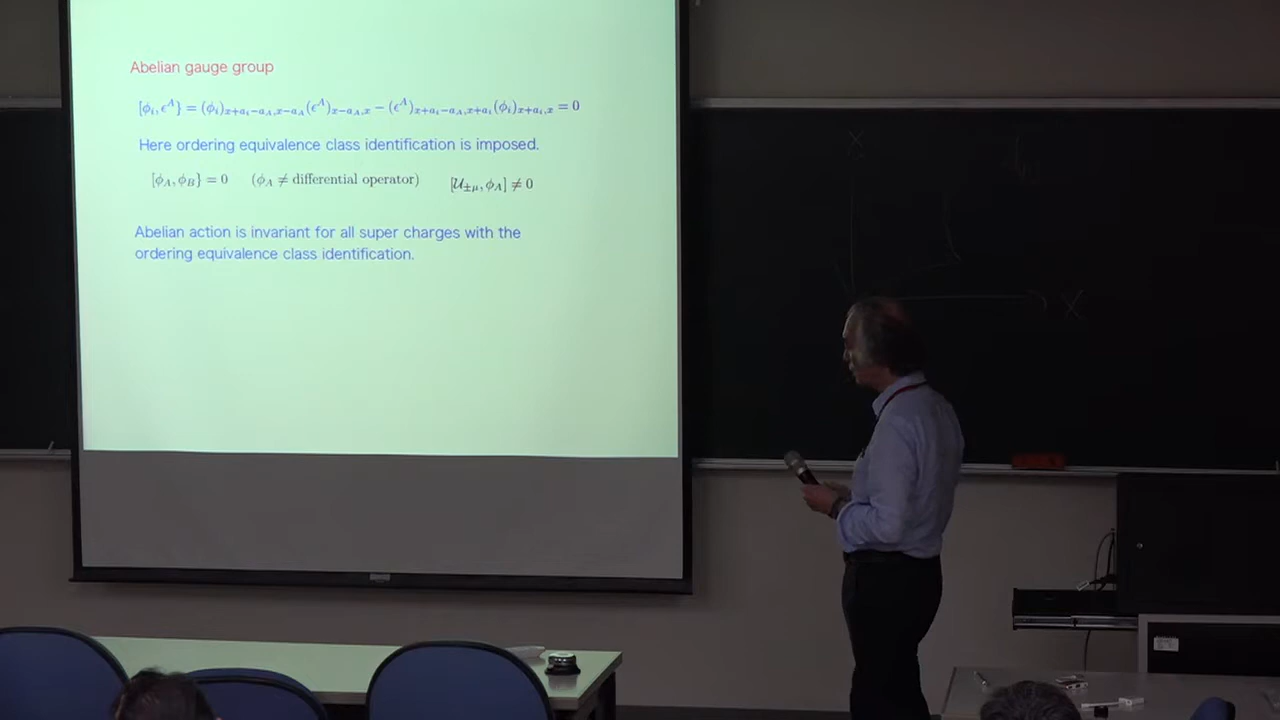 Abelian gauge group
[ϕ_i, ϵ^A} = (ϕ_i)_{x+a_i−a_A,x−a_A}(ϵ^A)_{x−a_A,x} − (ϵ^A)_{x+a_i−a_A,x+a_i}(ϕ_i)_{x+a_i,x} = 0
Here ordering equivalence class identification is imposed.
[ϕ_A, ϕ_B} = 0 (ϕ_A ≠ differential operator) [𝒰_{±μ}, ϕ_A] ≠ 0
Abelian action is invariant for all super charges with the
ordering equivalence class identification.
X